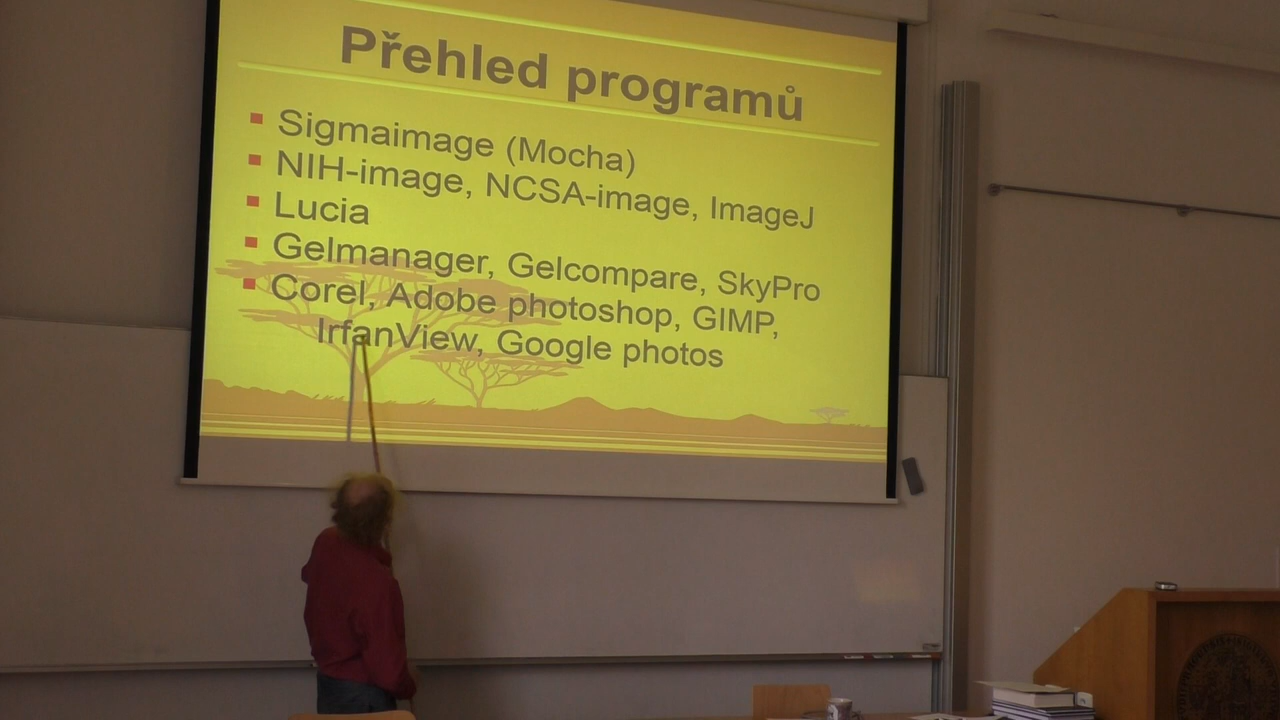 Přehled programů
Sigmaimage (Mocha)
NIH-image, NCSA-image, ImageJ
Lucia
Gelmanager, Gelcompare, SkyPro
Corel, Adobe photoshop, GIMP,
IrfanView, Google photos